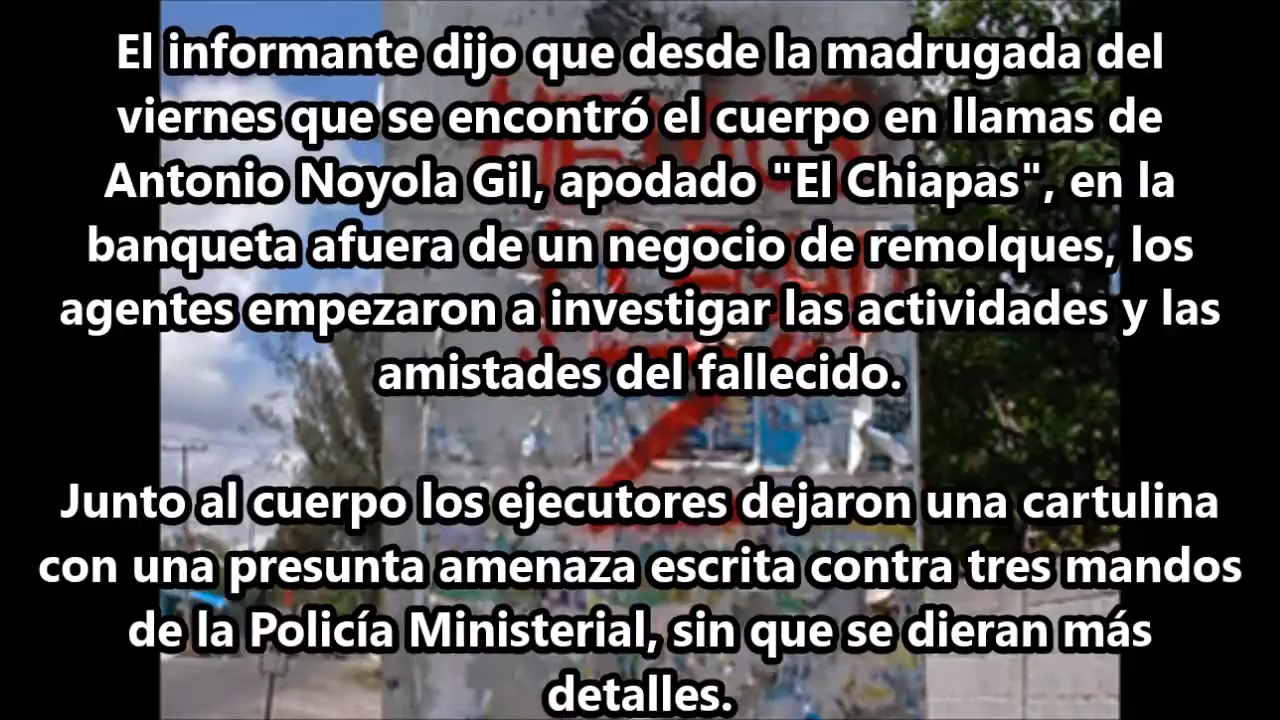 El informante dijo que desde la madrugada del
viernes que se encontró el cuerpo en llamas de
Antonio Noyola Gil, apodado "El Chiapas", en la
banqueta afuera de un negocio de remolques, los
agentes empezaron a investigar las actividades y las
amistades del fallecido.
Junto al cuerpo los ejecutores dejaron una cartulina
con una presunta amenaza escrita contra tres mandos
de la Policía Ministerial, sin que se dieran más
detalles.